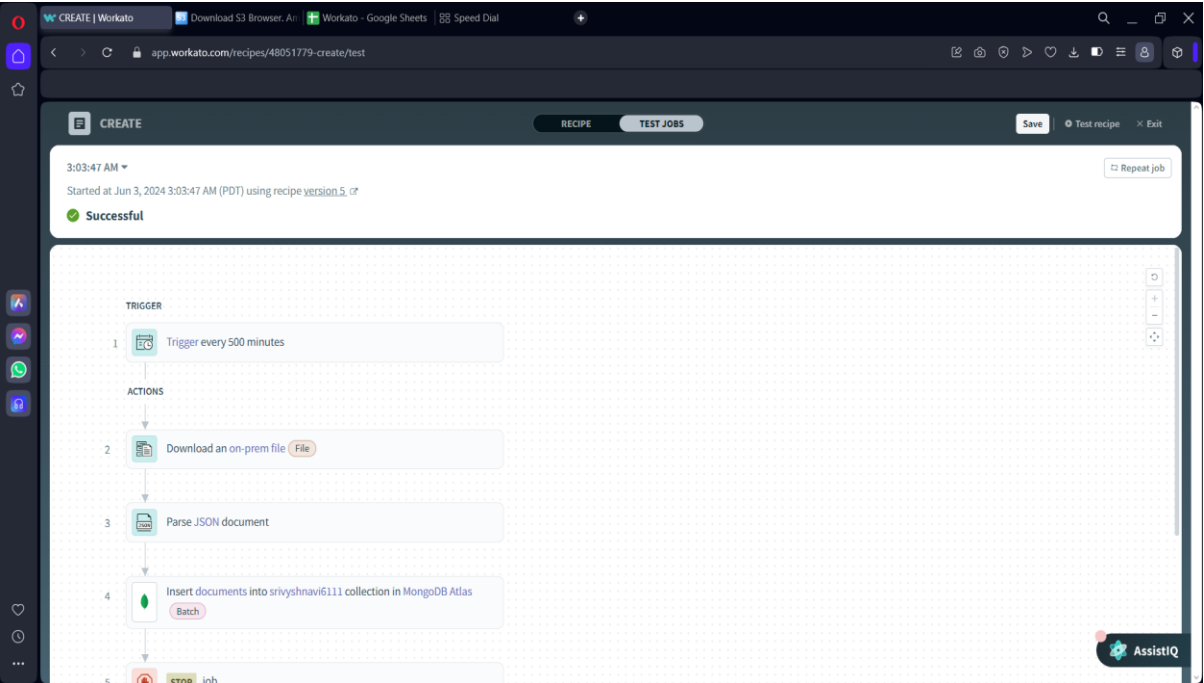 CREATE | Workato
Download S3 Browser. An
Workato - Google Sheets
Speed Dial
app.workato.com/recipes/48051779-create/test
CREATE
RECIPE
TEST JOBS
Save
Test recipe
Exit
3:03:47 AM
Repeat job
Started at Jun 3, 2024 3:03:47 AM (PDT) using recipe version 5
Successful
TRIGGER
1 Trigger every 500 minutes
ACTIONS
2 Download an on-prem file File
3 JSON Parse JSON document
4 Insert documents into srivyshnavi6111 collection in MongoDB Atlas
Batch
5 STOP job
AssistIQ